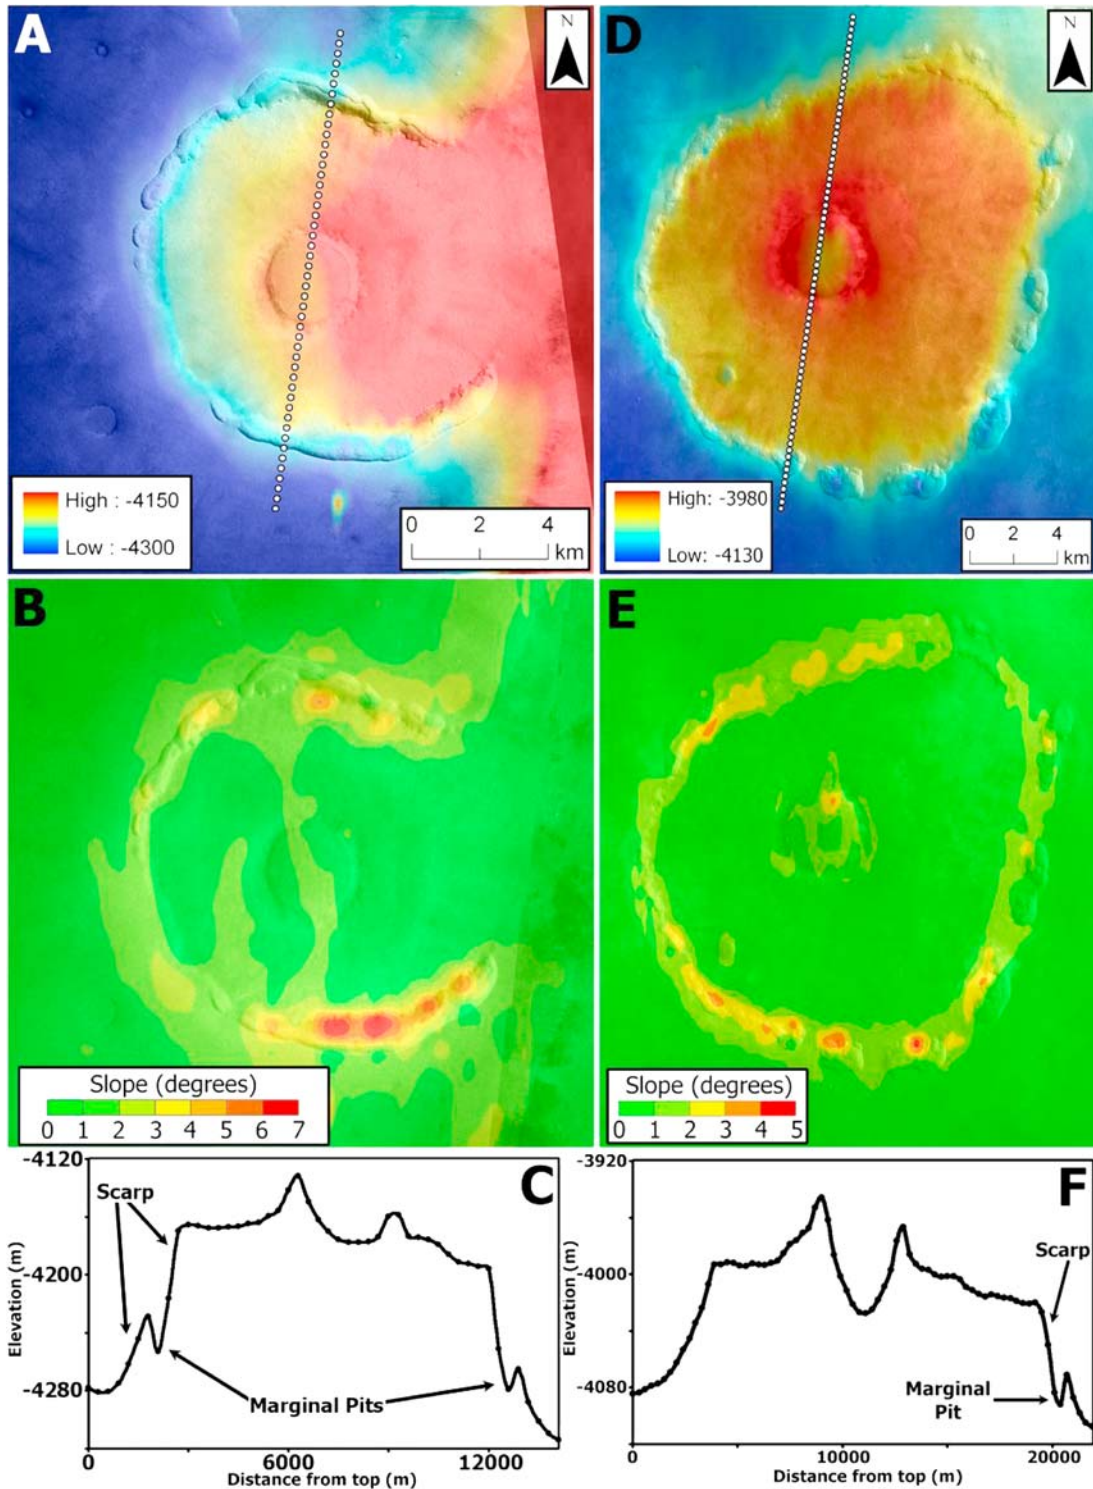 A
N
High : -4150
Low : -4300
0 2 4
km
D
N
High: -3980
Low: -4130
0 2 4
km
B
Slope (degrees)
0 1 2 3 4 5 6 7
E
Slope (degrees)
0 1 2 3 4 5
C
-4120
-4200
-4280
Elevation (m)
Scarp
Marginal Pits
0 6000 12000
Distance from top (m)
F
-3920
-4000
-4080
Elevation (m)
Scarp
Marginal
Pit
0 10000 20000
Distance from top (m)